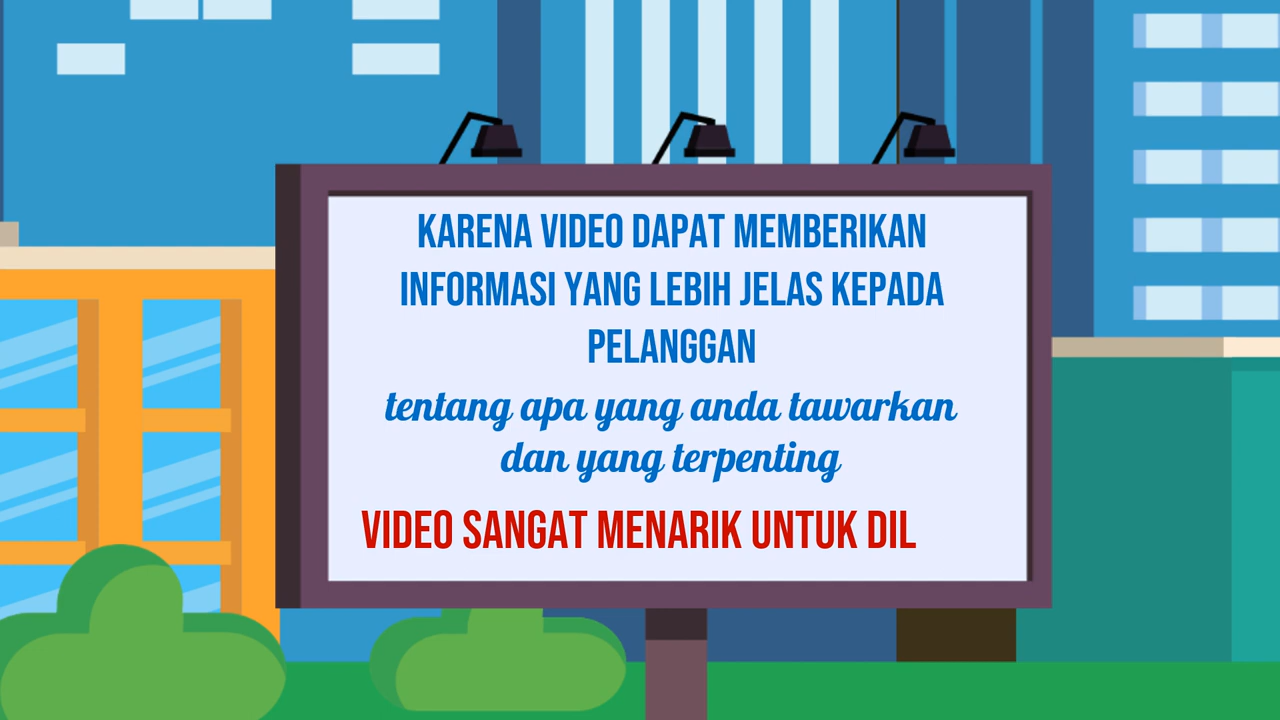 KARENA VIDEO DAPAT MEMBERIKAN
INFORMASI YANG LEBIH JELAS KEPADA
PELANGGAN
tentang apa yang anda tawarkan
dan yang terpenting
VIDEO SANGAT MENARIK UNTUK DIL